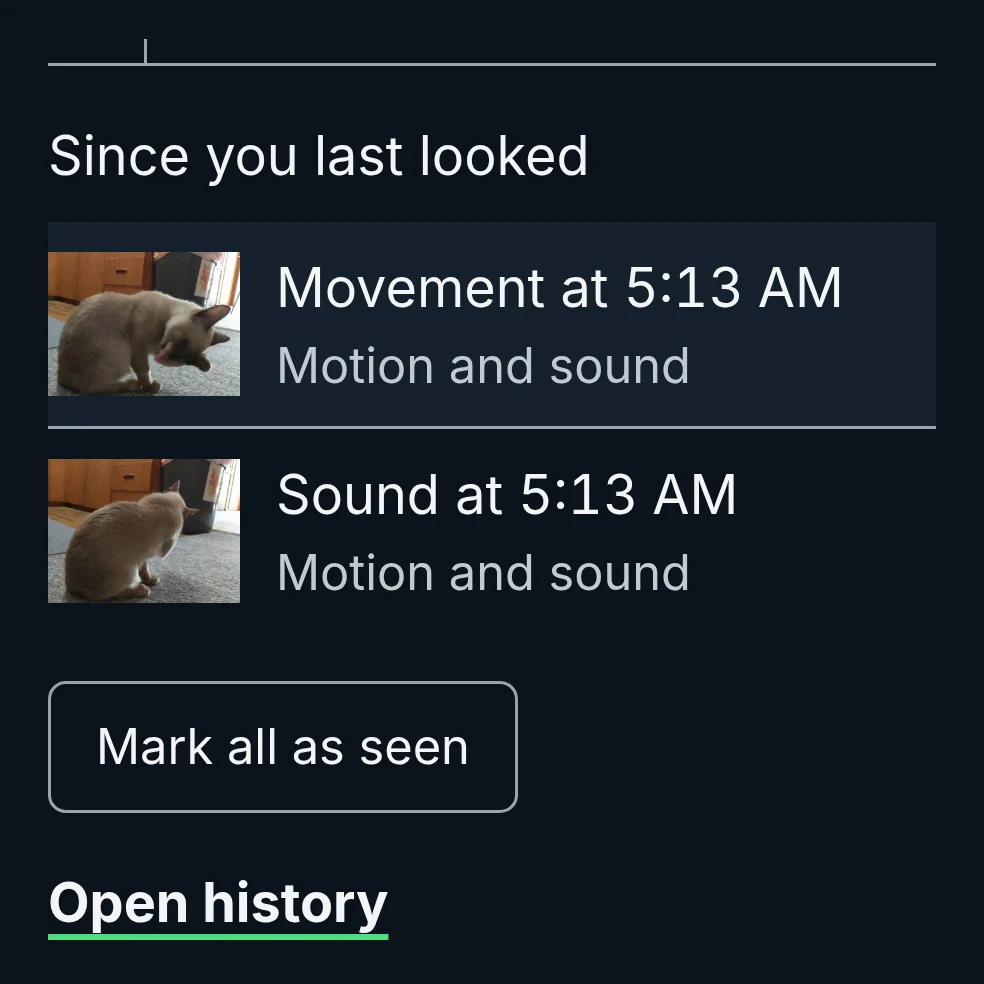 Since you last looked
Movement at 5:13 AM
Motion and sound
Sound at 5:13 AM
Motion and sound
Mark all as seen
Open history